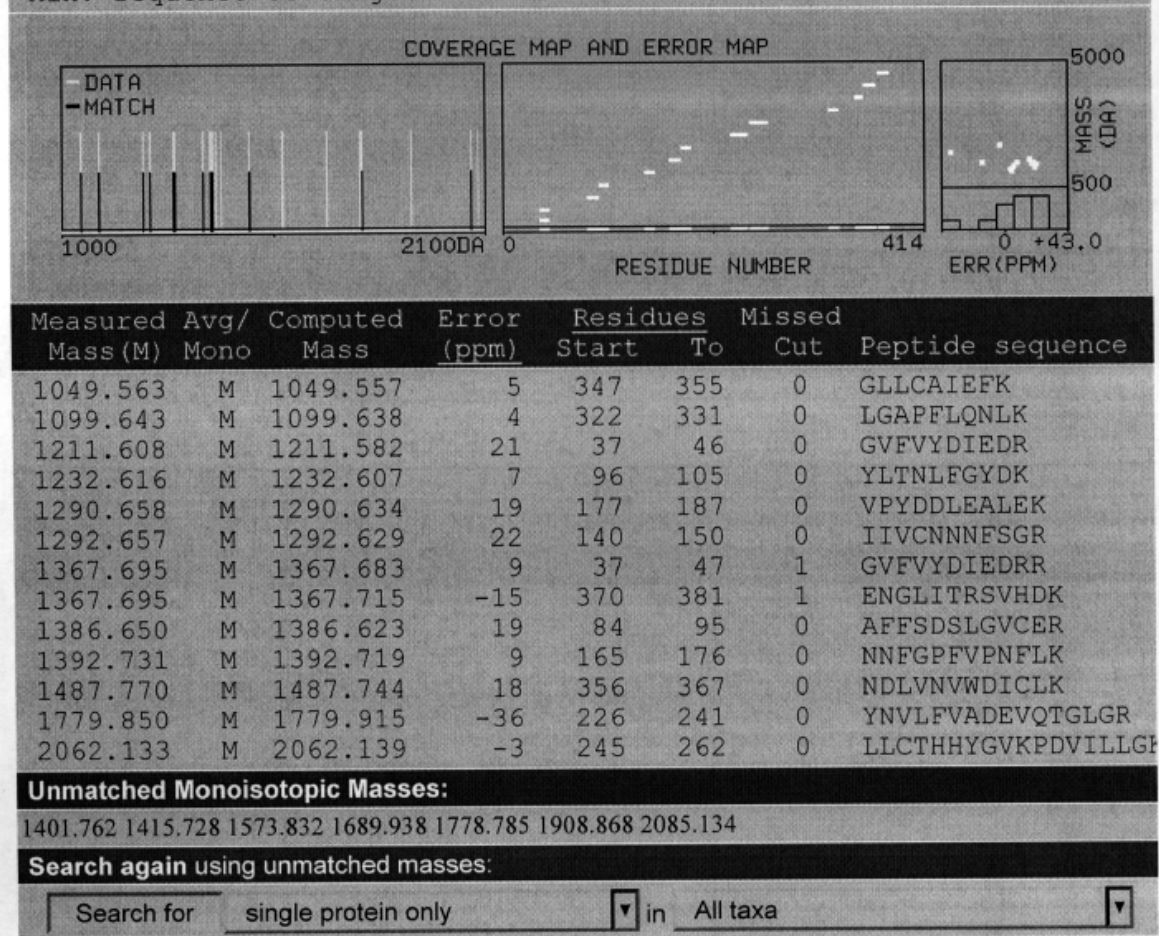 COVERAGE MAP AND ERROR MAP
DATA
MATCH
1000 2100DA
0 414
RESIDUE NUMBER
5000
MASS (DA)
500
0 +43.0
ERR(PPM)
Measured Avg/ Computed Error Residues Missed
Mass(M) Mono Mass (ppm) Start To Cut Peptide sequence
1049.563 M 1049.557 5 347 355 0 GLLCAIEFK
1099.643 M 1099.638 4 322 331 0 LGAPFLQNLK
1211.608 M 1211.582 21 37 46 0 GVFVYDIEDR
1232.616 M 1232.607 7 96 105 0 YLTNLFGYDK
1290.658 M 1290.634 19 177 187 0 VPYDDLEALEK
1292.657 M 1292.629 22 140 150 0 IIVCNNNFSGR
1367.695 M 1367.683 9 37 47 1 GVFVYDIEDRR
1367.695 M 1367.715 -15 370 381 1 ENGLITRSVHDK
1386.650 M 1386.623 19 84 95 0 AFFSDSLGVCER
1392.731 M 1392.719 9 165 176 0 NNFGPFVPNFLK
1487.770 M 1487.744 18 356 367 0 NDLVNVWDICLK
1779.850 M 1779.915 -36 226 241 0 YNVLFVADEVQTGLGR
2062.133 M 2062.139 -3 245 262 0 LLCTHHYGVKPDVILLGK
Unmatched Monoisotopic Masses:
1401.762 1415.728 1573.832 1689.938 1778.785 1908.868 2085.134
Search again using unmatched masses:
Search for single protein only in All taxa